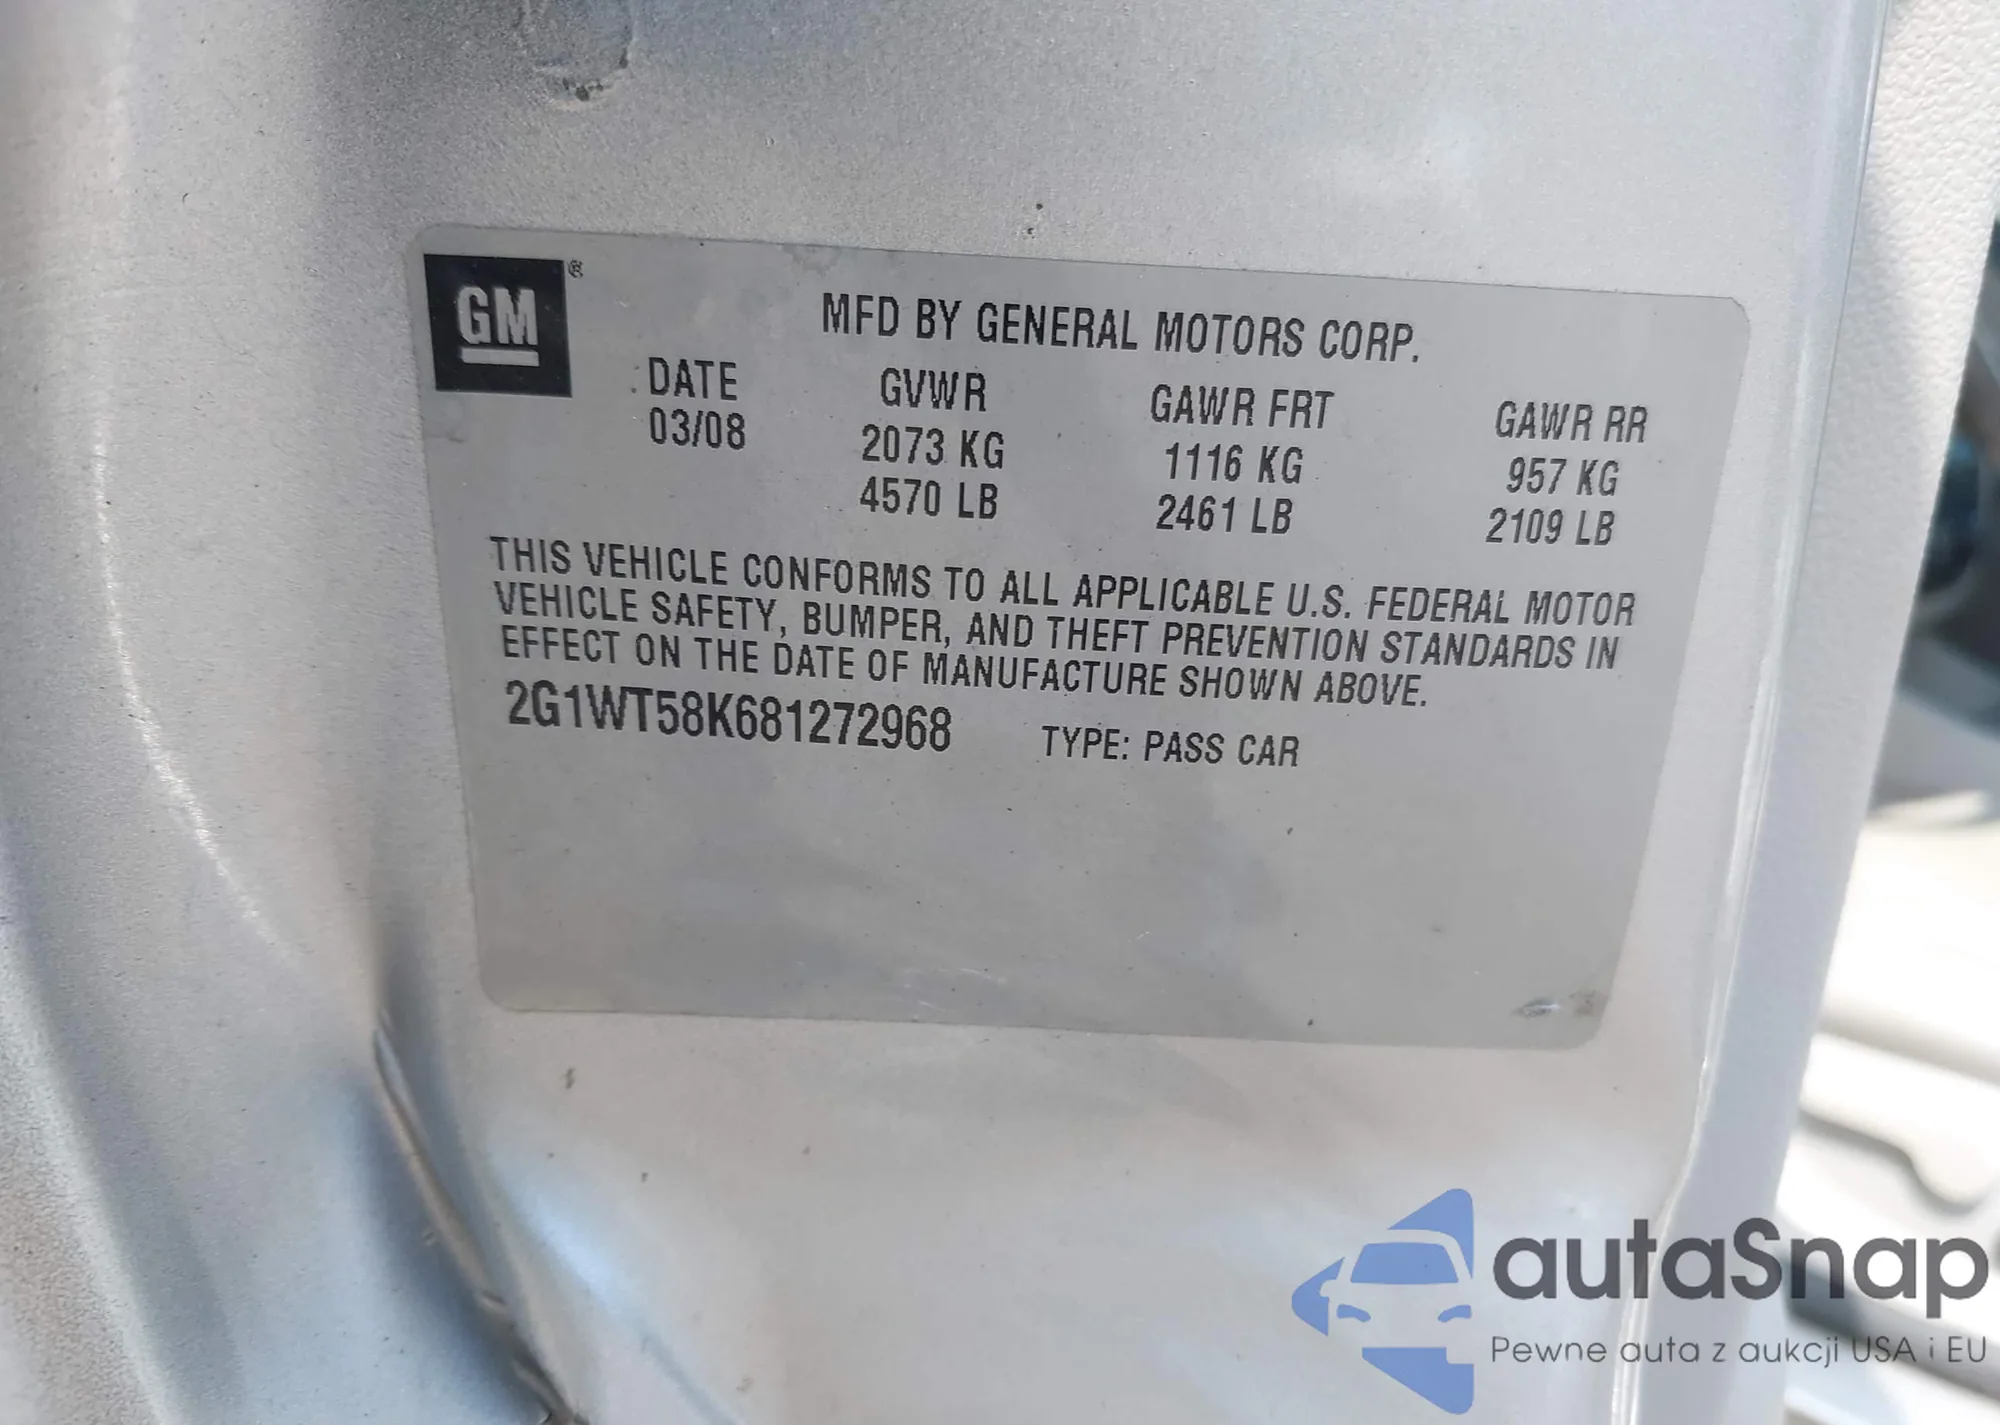 GM ®
MFD BY GENERAL MOTORS CORP.
DATE GVWR GAWR FRT GAWR RR
03/08 2073 KG 1116 KG 957 KG
4570 LB 2461 LB 2109 LB
THIS VEHICLE CONFORMS TO ALL APPLICABLE U.S. FEDERAL MOTOR
VEHICLE SAFETY, BUMPER, AND THEFT PREVENTION STANDARDS IN
EFFECT ON THE DATE OF MANUFACTURE SHOWN ABOVE.
2G1WT58K681272968 TYPE: PASS CAR
autaSnap
Pewne auta z aukcji USA i EU